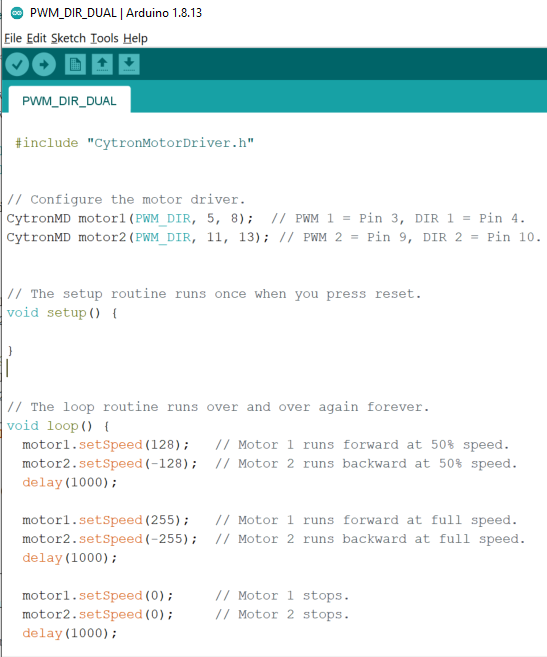 PWM_DIR_DUAL | Arduino 1.8.13
File Edit Sketch Tools Help
PWM_DIR_DUAL
#include "CytronMotorDriver.h"
// Configure the motor driver.
CytronMD motor1(PWM_DIR, 5, 8);  // PWM 1 = Pin 3, DIR 1 = Pin 4.
CytronMD motor2(PWM_DIR, 11, 13); // PWM 2 = Pin 9, DIR 2 = Pin 10.
// The setup routine runs once when you press reset.
void setup() {
}
// The loop routine runs over and over again forever.
void loop() {
  motor1.setSpeed(128);   // Motor 1 runs forward at 50% speed.
  motor2.setSpeed(-128);  // Motor 2 runs backward at 50% speed.
  delay(1000);
  motor1.setSpeed(255);   // Motor 1 runs forward at full speed.
  motor2.setSpeed(-255);  // Motor 2 runs backward at full speed.
  delay(1000);
  motor1.setSpeed(0);     // Motor 1 stops.
  motor2.setSpeed(0);     // Motor 2 stops.
  delay(1000);